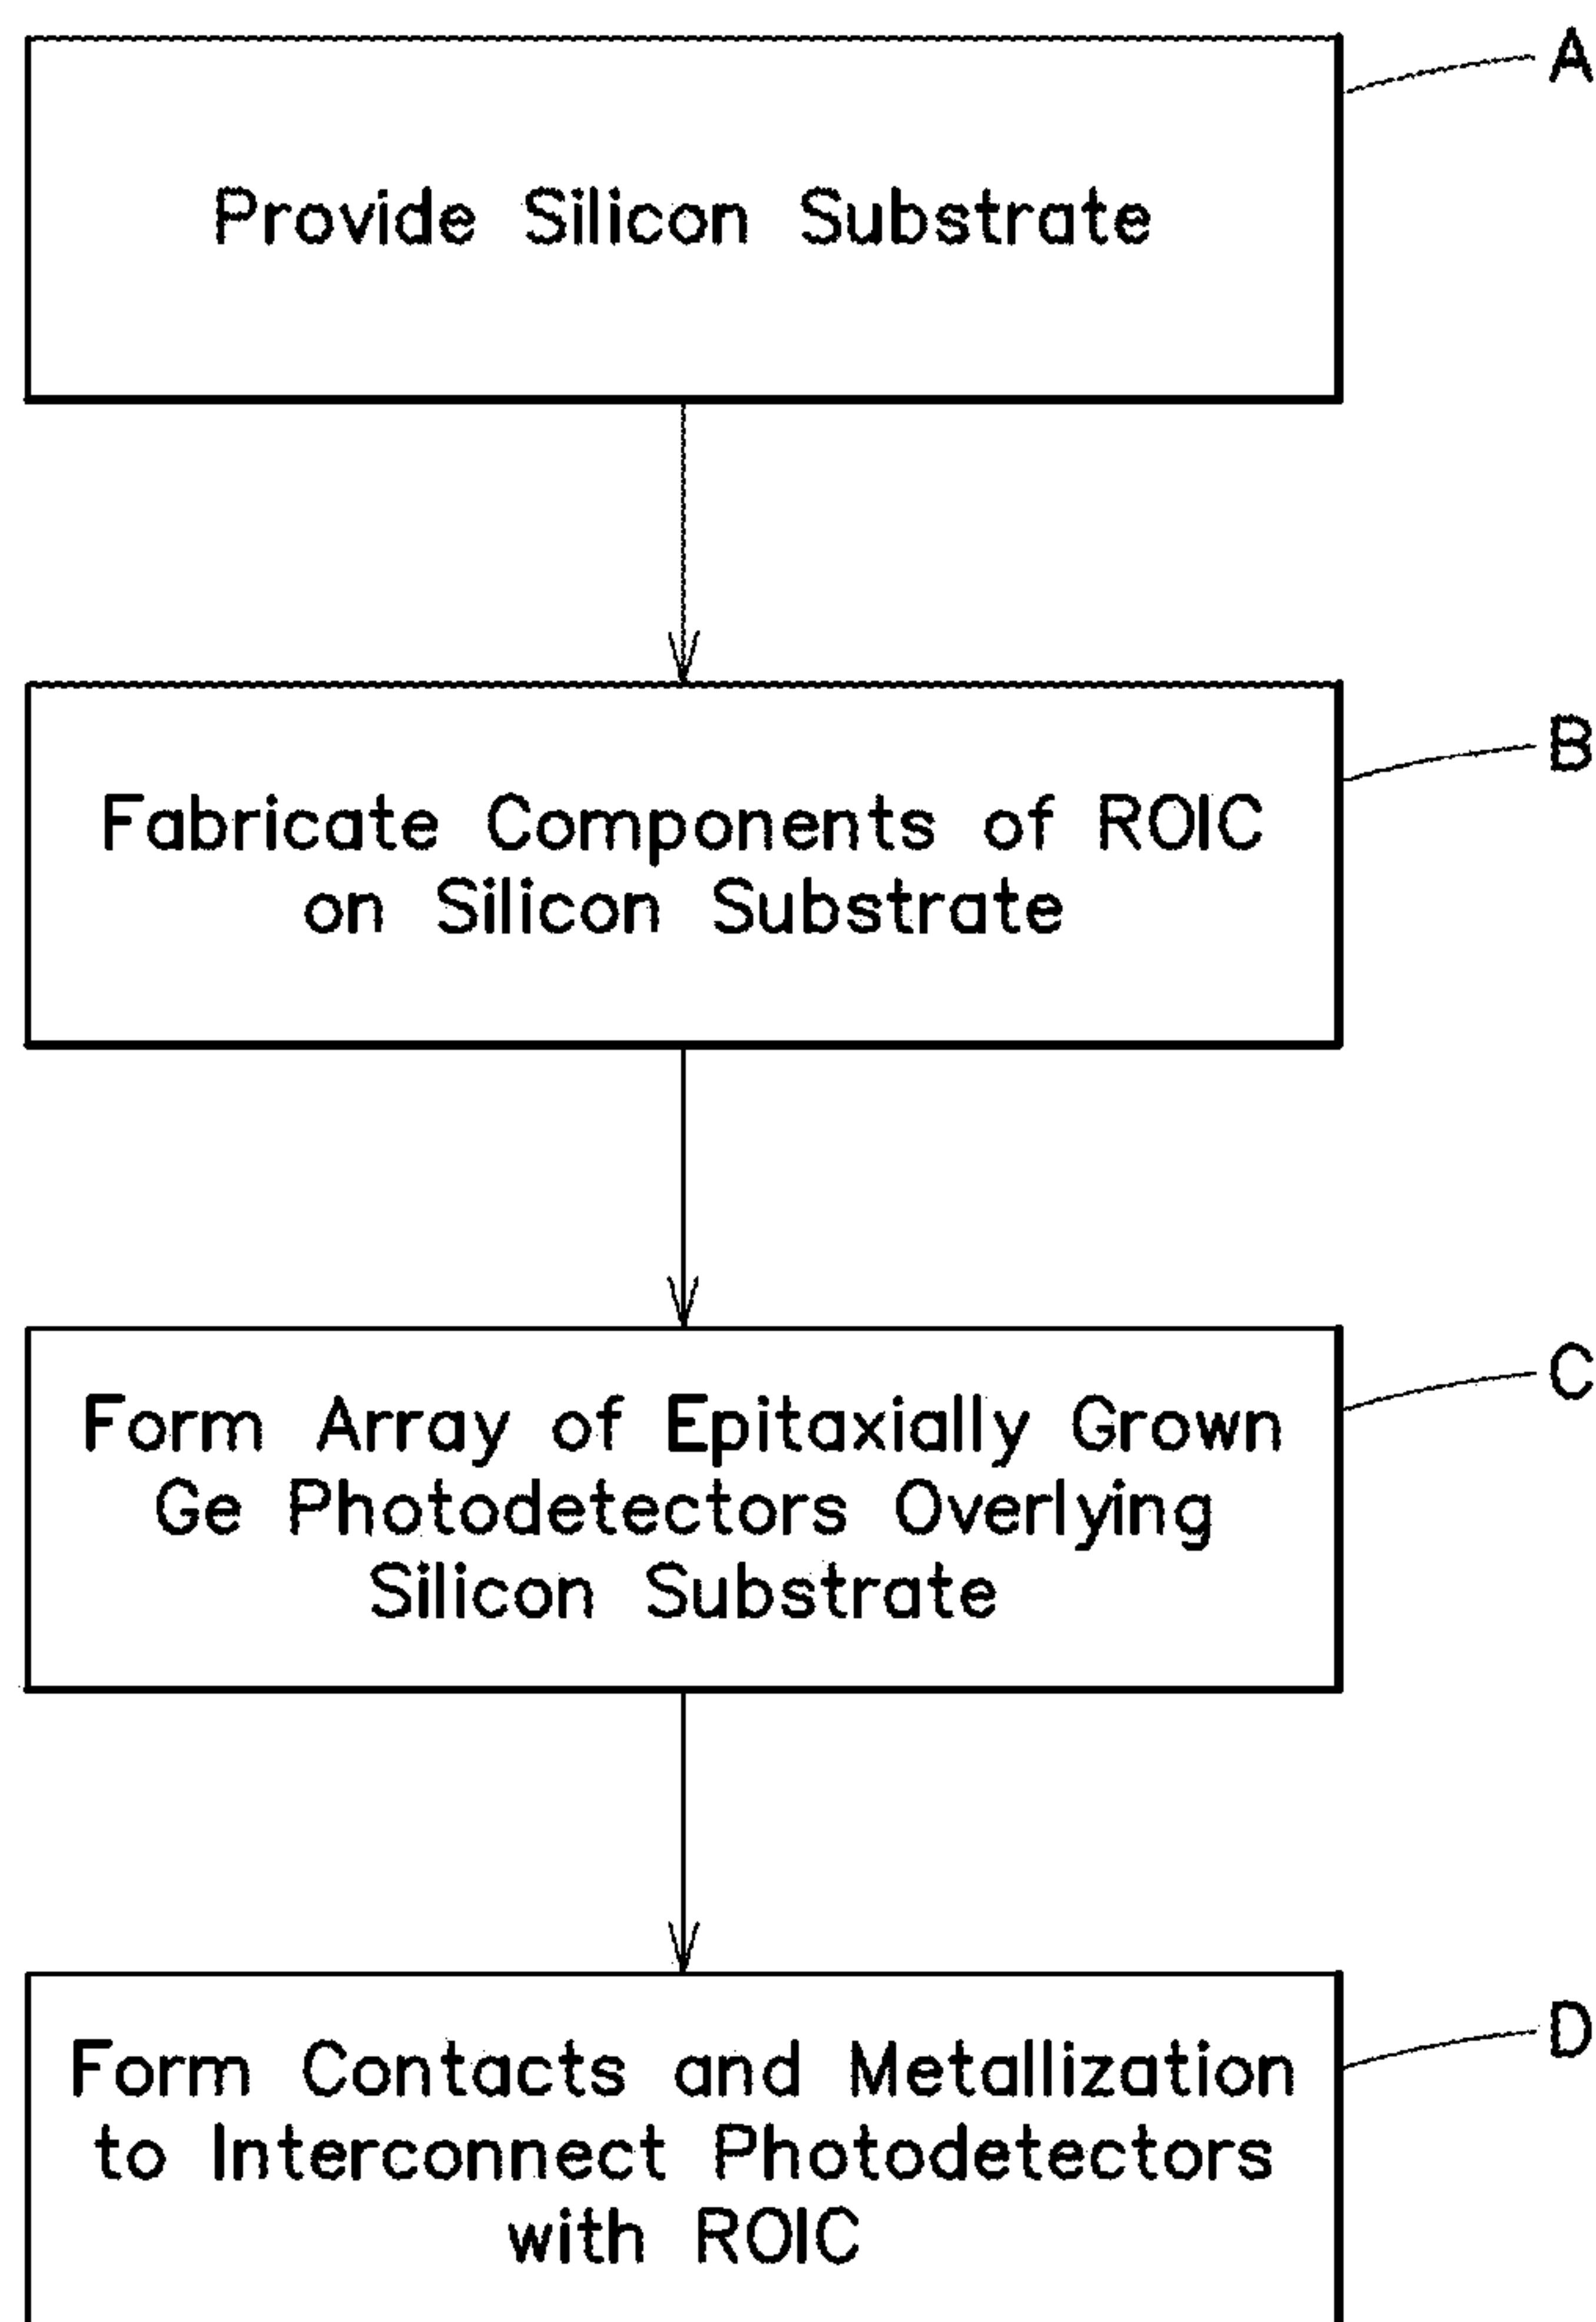 A
Provide Silicon Substrate
B
Fabricate Components of ROIC
on Silicon Substrate
C
Form Array of Epitaxially Grown
Ge Photodetectors Overlying
Silicon Substrate
D
Form Contacts and Metallization
to Interconnect Photodetectors
with ROIC